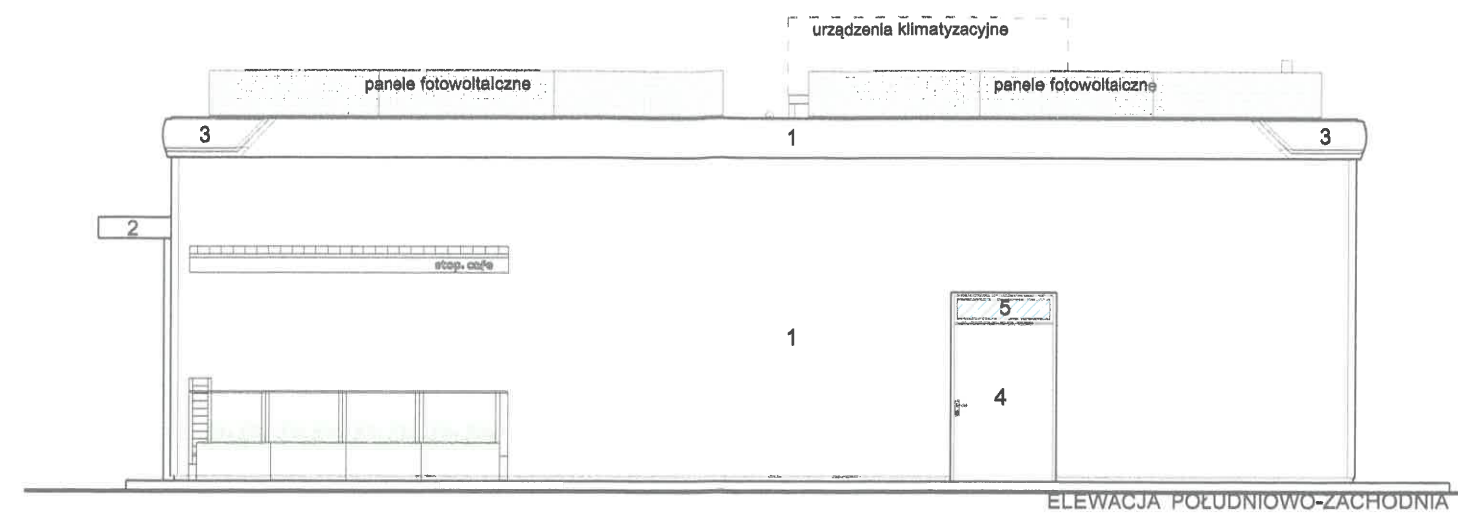 urządzenia klimatyzacyjne
panele fotowoltaiczne
panele fotowoltaiczne
3
1
3
2
stop.cafe
5
1
4
ELEWACJA POŁUDNIOWO-ZACHODNIA